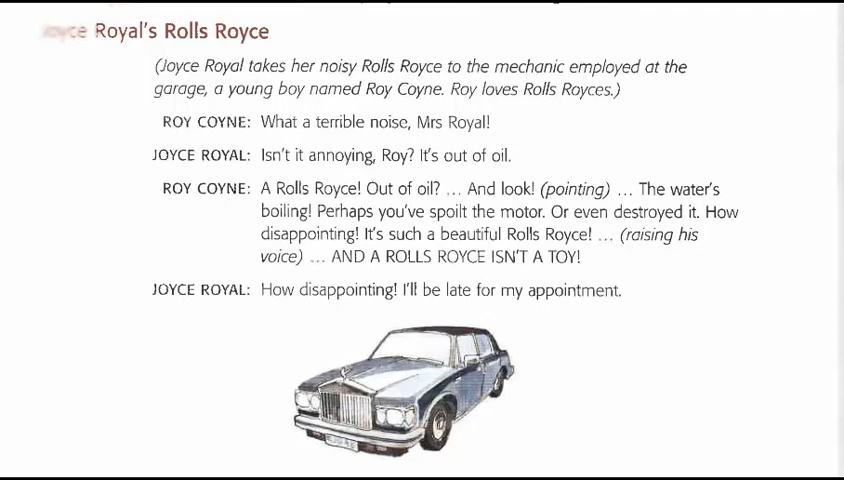 Joyce Royal's Rolls Royce
(Joyce Royal takes her noisy Rolls Royce to the mechanic employed at the
garage, a young boy named Roy Coyne. Roy loves Rolls Royces.)
ROY COYNE: What a terrible noise, Mrs Royal!
JOYCE ROYAL: Isn't it annoying, Roy? It's out of oil.
ROY COYNE: A Rolls Royce! Out of oil? ... And look! (pointing) ... The water's
boiling! Perhaps you've spoilt the motor. Or even destroyed it. How
disappointing! It's such a beautiful Rolls Royce! ... (raising his
voice) ... AND A ROLLS ROYCE ISN'T A TOY!
JOYCE ROYAL: How disappointing! I'll be late for my appointment.